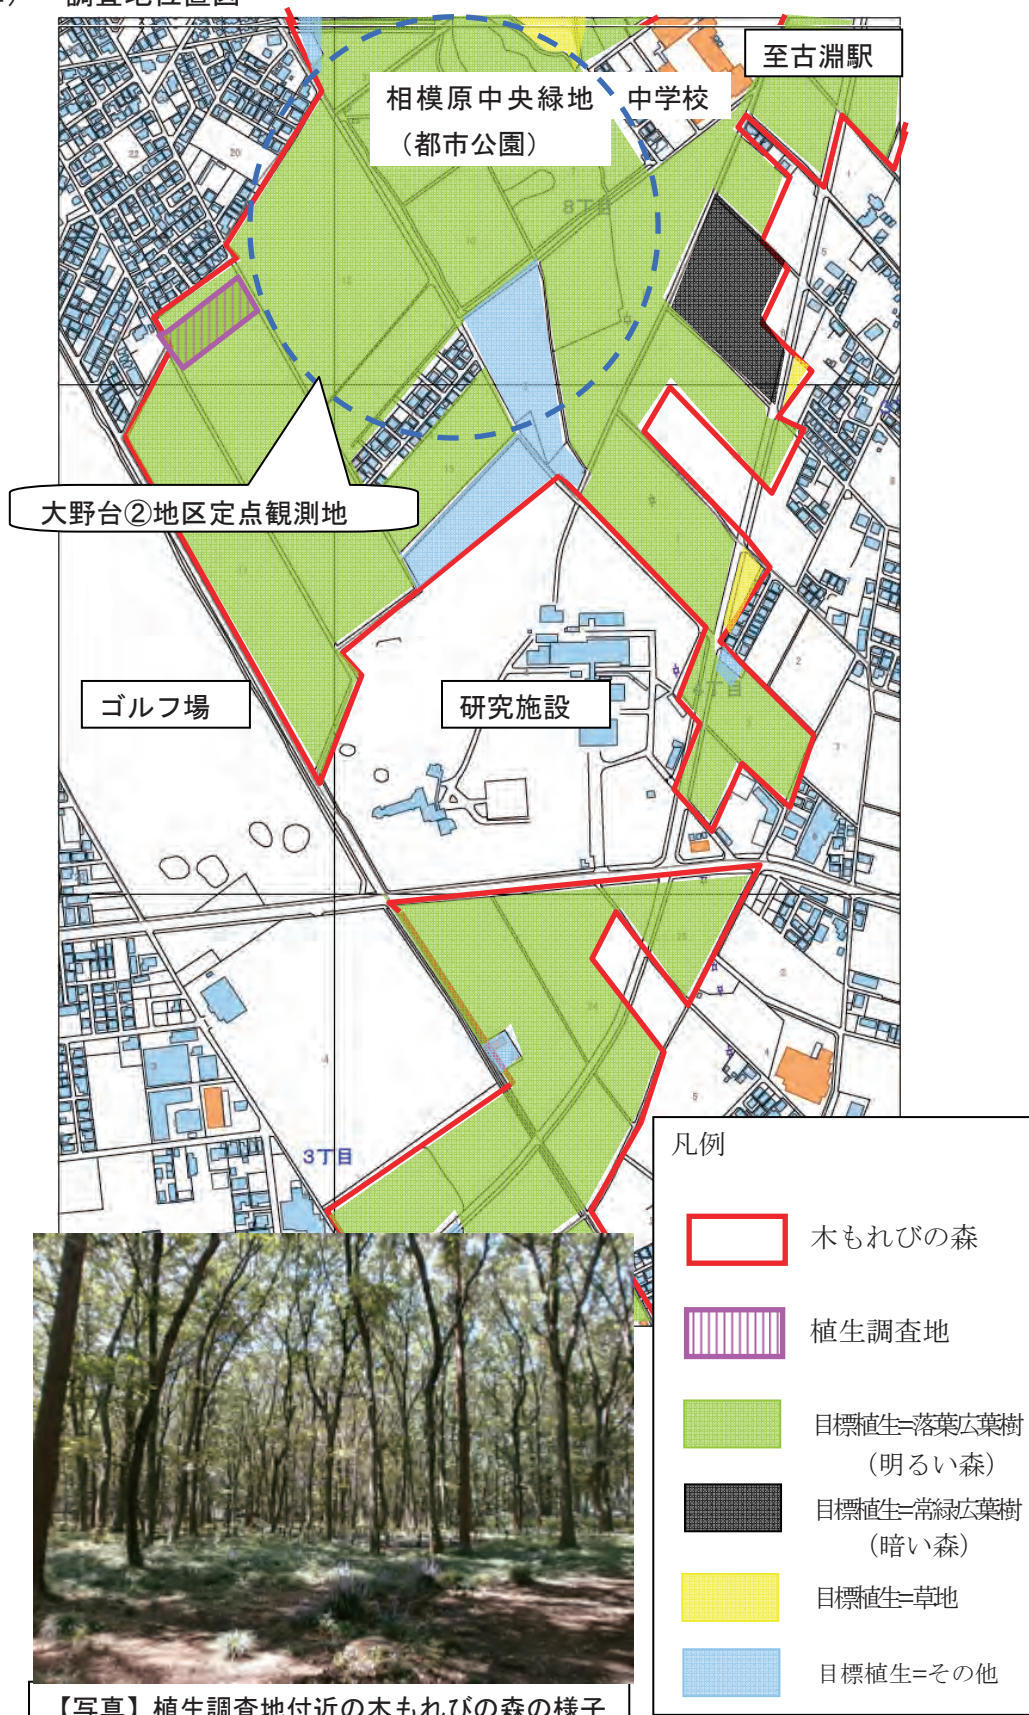 調査地位置図
至古淵駅
相模原中央緑地
（都市公園）
中学校
22
20
8丁目
大野台②地区定点観測地
ゴルフ場
研究施設
4丁目
3丁目
凡例
木もれびの森
植生調査地
目標植生=落葉広葉樹
（明るい森）
目標植生=常緑広葉樹
（暗い森）
目標植生=草地
目標植生=その他
【写真】植生調査地付近の木もれびの森の様子